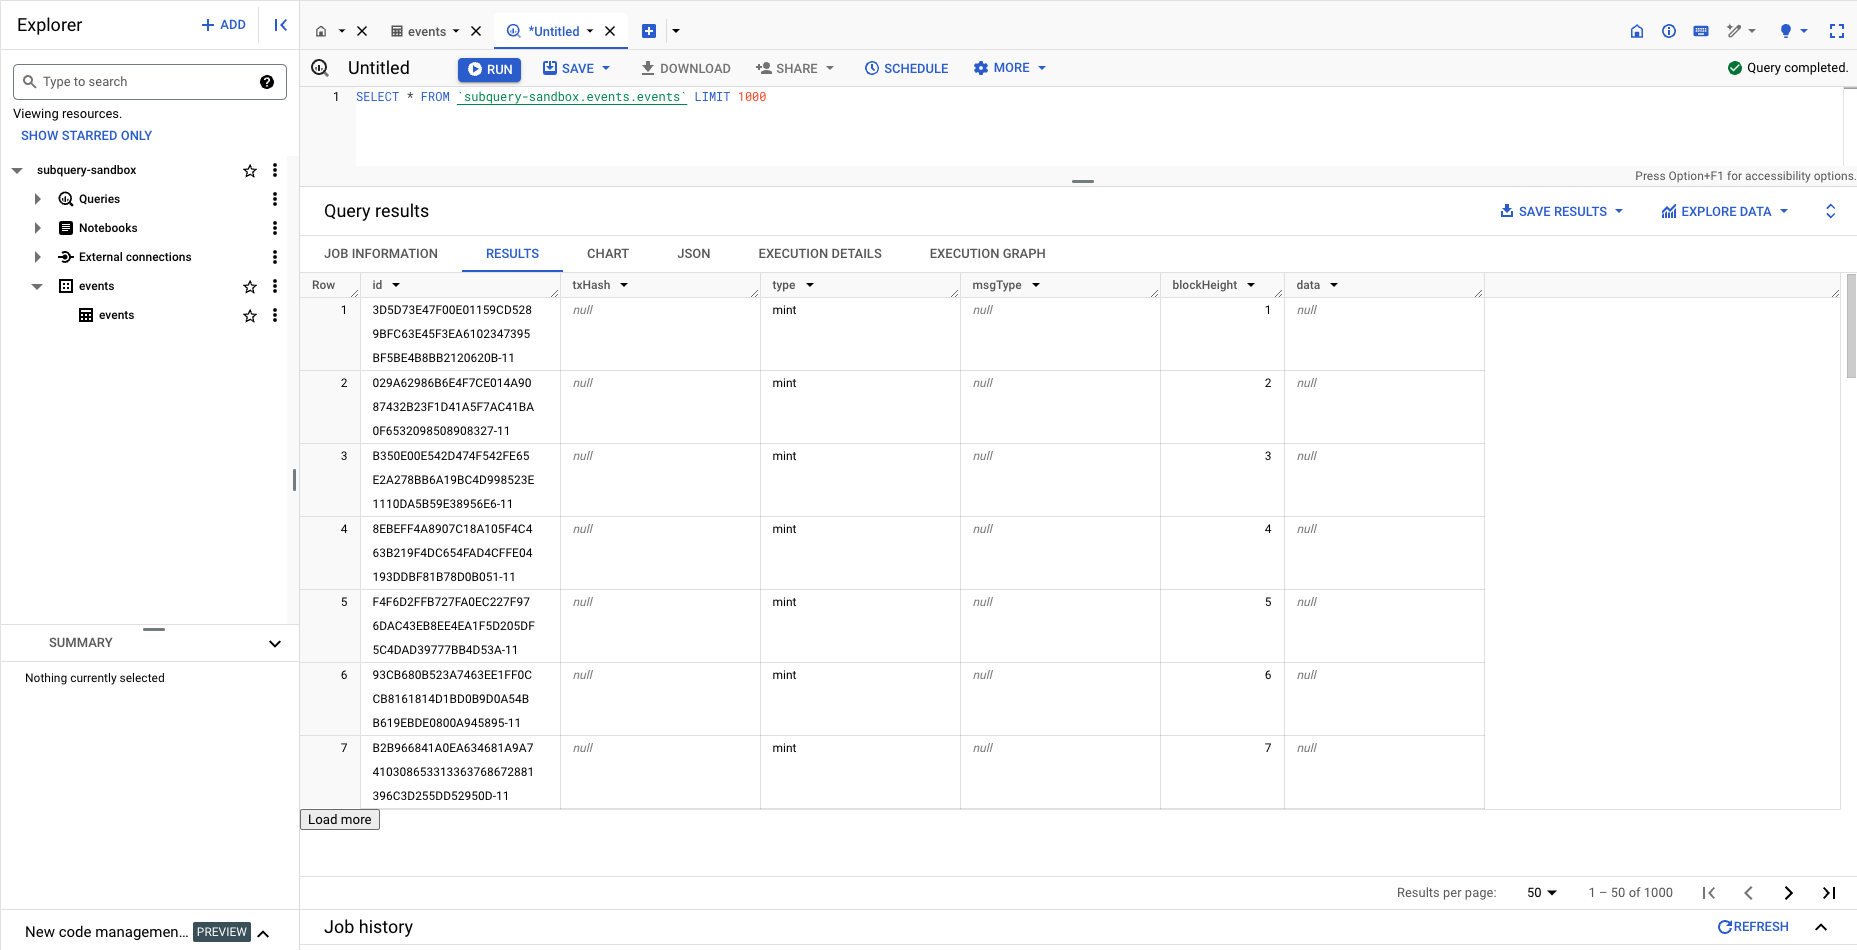 Explorer
ADD
Type to search
Viewing resources.
SHOW STARRED ONLY
subquery-sandbox
Queries
Notebooks
External connections
events
events
SUMMARY
Nothing currently selected
New code managemen... PREVIEW
events
*Untitled
Untitled
RUN
SAVE
DOWNLOAD
SHARE
SCHEDULE
MORE
Query completed.
1 SELECT * FROM `subquery-sandbox.events.events` LIMIT 1000
Press Option+F1 for accessibility options.
Query results
SAVE RESULTS
EXPLORE DATA
JOB INFORMATION RESULTS CHART JSON EXECUTION DETAILS EXECUTION GRAPH
Row id txHash type msgType blockHeight data
1 3D5D73E47F00E01159CD528 null mint null 1 null
9BFC63E45F3EA6102347395
BF5BE4B8BB2120620B-11
2 029A62986B6E4F7CE014A90 null mint null 2 null
87432B23F1D41A5F7AC41BA
0F6532098508908327-11
3 B350E00E542D474F542FE65 null mint null 3 null
E2A278BB6A19BC4D998523E
1110DA5B59E38956E6-11
4 8EBEFF4A8907C18A105F4C4 null mint null 4 null
63B219F4DC654FAD4CFFE04
193DDBF81B78D0B051-11
5 F4F6D2FFB727FA0EC227F97 null mint null 5 null
6DAC43EB8EE4EA1F5D205DF
5C4DAD39777BB4D53A-11
6 93CB680B523A7463EE1FF0C null mint null 6 null
CB8161814D1BD0B9D0A54B
B619EBDE0800A945895-11
7 B2B966841A0EA634681A9A7 null mint null 7 null
410308653313363768672881
396C3D255DD52950D-11
Load more
Results per page: 50 1 – 50 of 1000
Job history
REFRESH